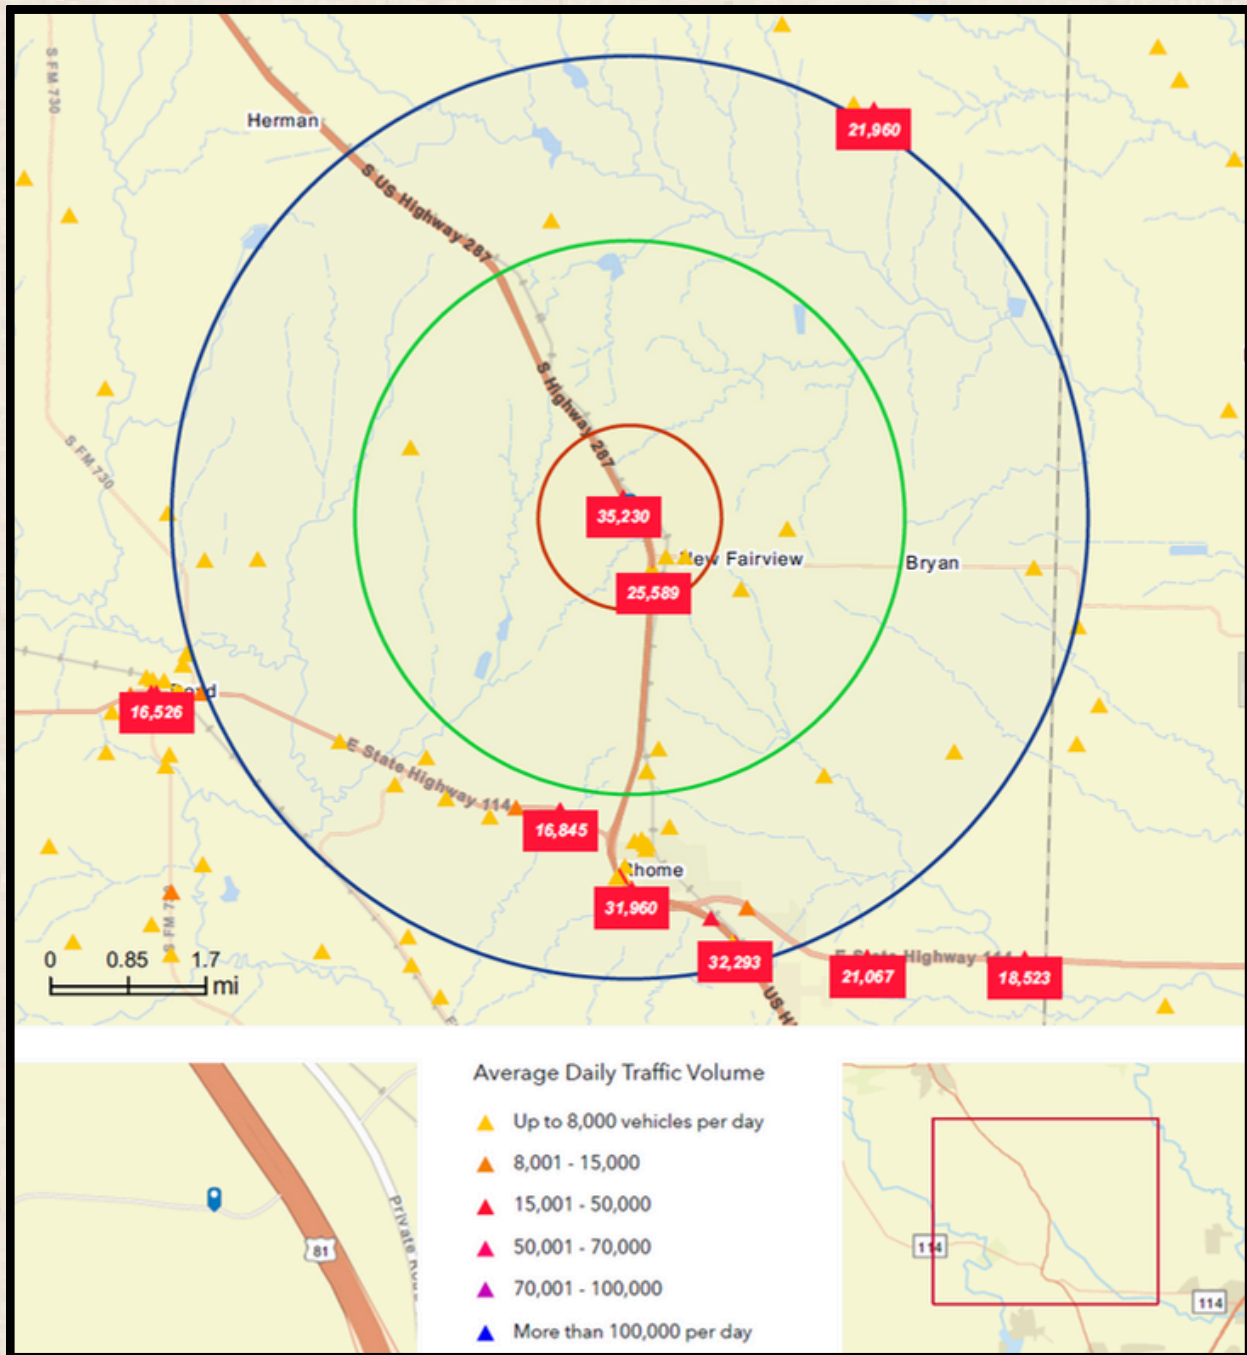 S FM 730
Herman
21,960
S US Highway 287
S Highway 287
S FM 730
35,230
New Fairview
Bryan
25,589
16,526
E State Highway 114
16,845
Rhome
31,960
0 0.85 1.7
mi
32,293
E State Highway 114
21,067
18,523
Average Daily Traffic Volume
Up to 8,000 vehicles per day
8,001 - 15,000
15,001 - 50,000
50,001 - 70,000
70,001 - 100,000
More than 100,000 per day
81
Private
114
114